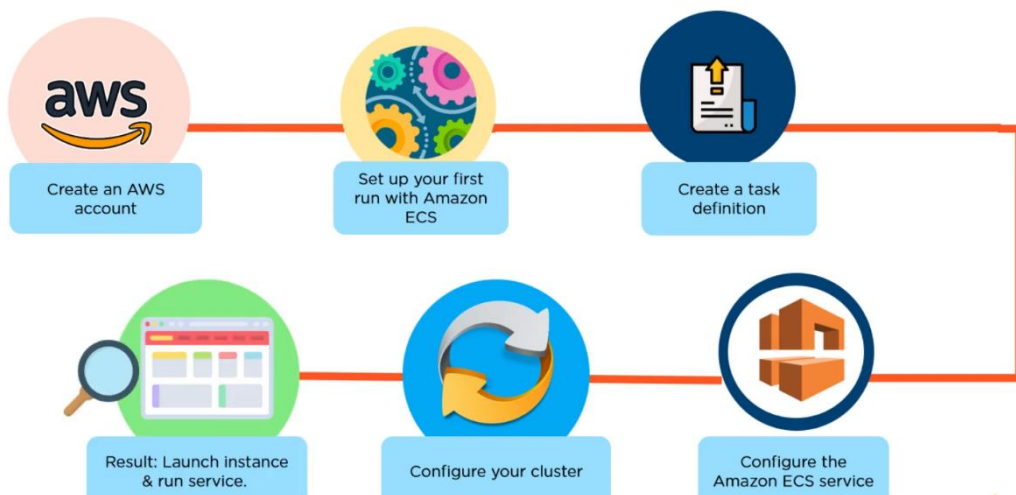 aws
Create an AWS
account
Set up your first
run with Amazon
ECS
Create a task
definition
Configure the
Amazon ECS service
Configure your cluster
Result: Launch instance
& run service.